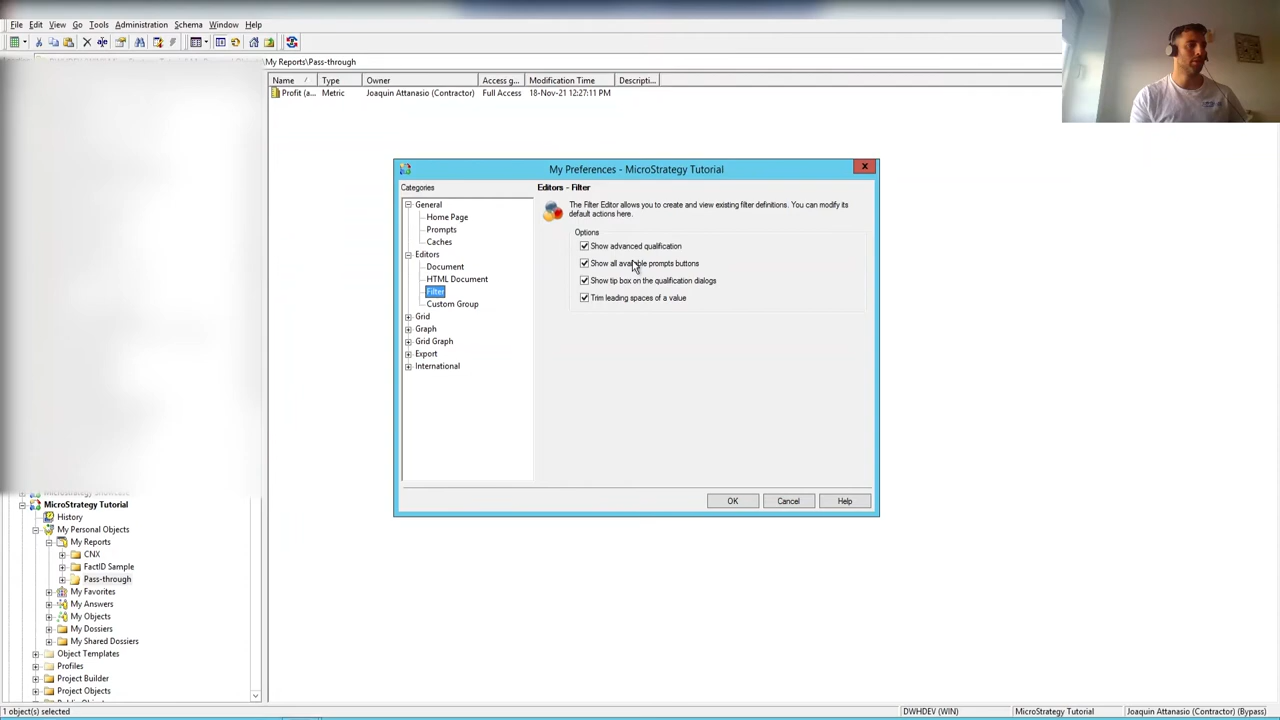 File Edit View Go Tools Administration Schema Window Help
My Reports\Pass-through
Name / Type Owner Access g... Modification Time Descripti...
Profit (a... Metric Joaquin Attanasio (Contractor) Full Access 18-Nov-21 12:27:11 PM
My Preferences - MicroStrategy Tutorial
Categories
General
Home Page
Prompts
Caches
Editors
Document
HTML Document
Filter
Custom Group
Grid
Graph
Grid Graph
Export
International
Editors - Filter
The Filter Editor allows you to create and view existing filter definitions. You can modify its
default actions here.
Options
Show advanced qualification
Show all available prompts buttons
Show tip box on the qualification dialogs
Trim leading spaces of a value
OK Cancel Help
MicroStrategy Tutorial
History
My Personal Objects
My Reports
CNX
FactID Sample
Pass-through
My Favorites
My Answers
My Objects
My Dossiers
My Shared Dossiers
Object Templates
Profiles
Project Builder
Project Objects
1 object(s) selected
DWHDEV (WIN) MicroStrategy Tutorial Joaquin Attanasio (Contractor) (Bypass)